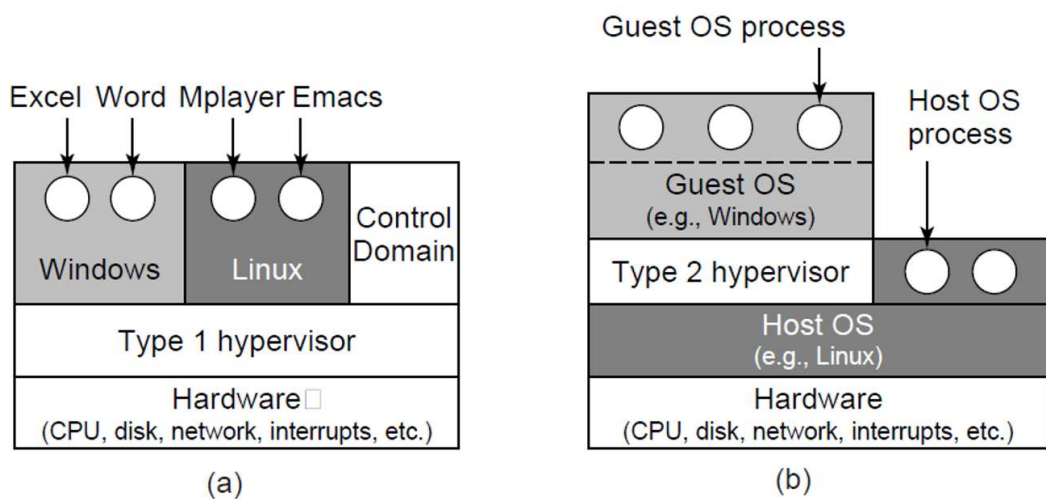 Excel Word Mplayer Emacs
Windows
Linux
Control
Domain
Type 1 hypervisor
Hardware
(CPU, disk, network, interrupts, etc.)
(a)
Guest OS process
Host OS
process
Guest OS
(e.g., Windows)
Type 2 hypervisor
Host OS
(e.g., Linux)
Hardware
(CPU, disk, network, interrupts, etc.)
(b)